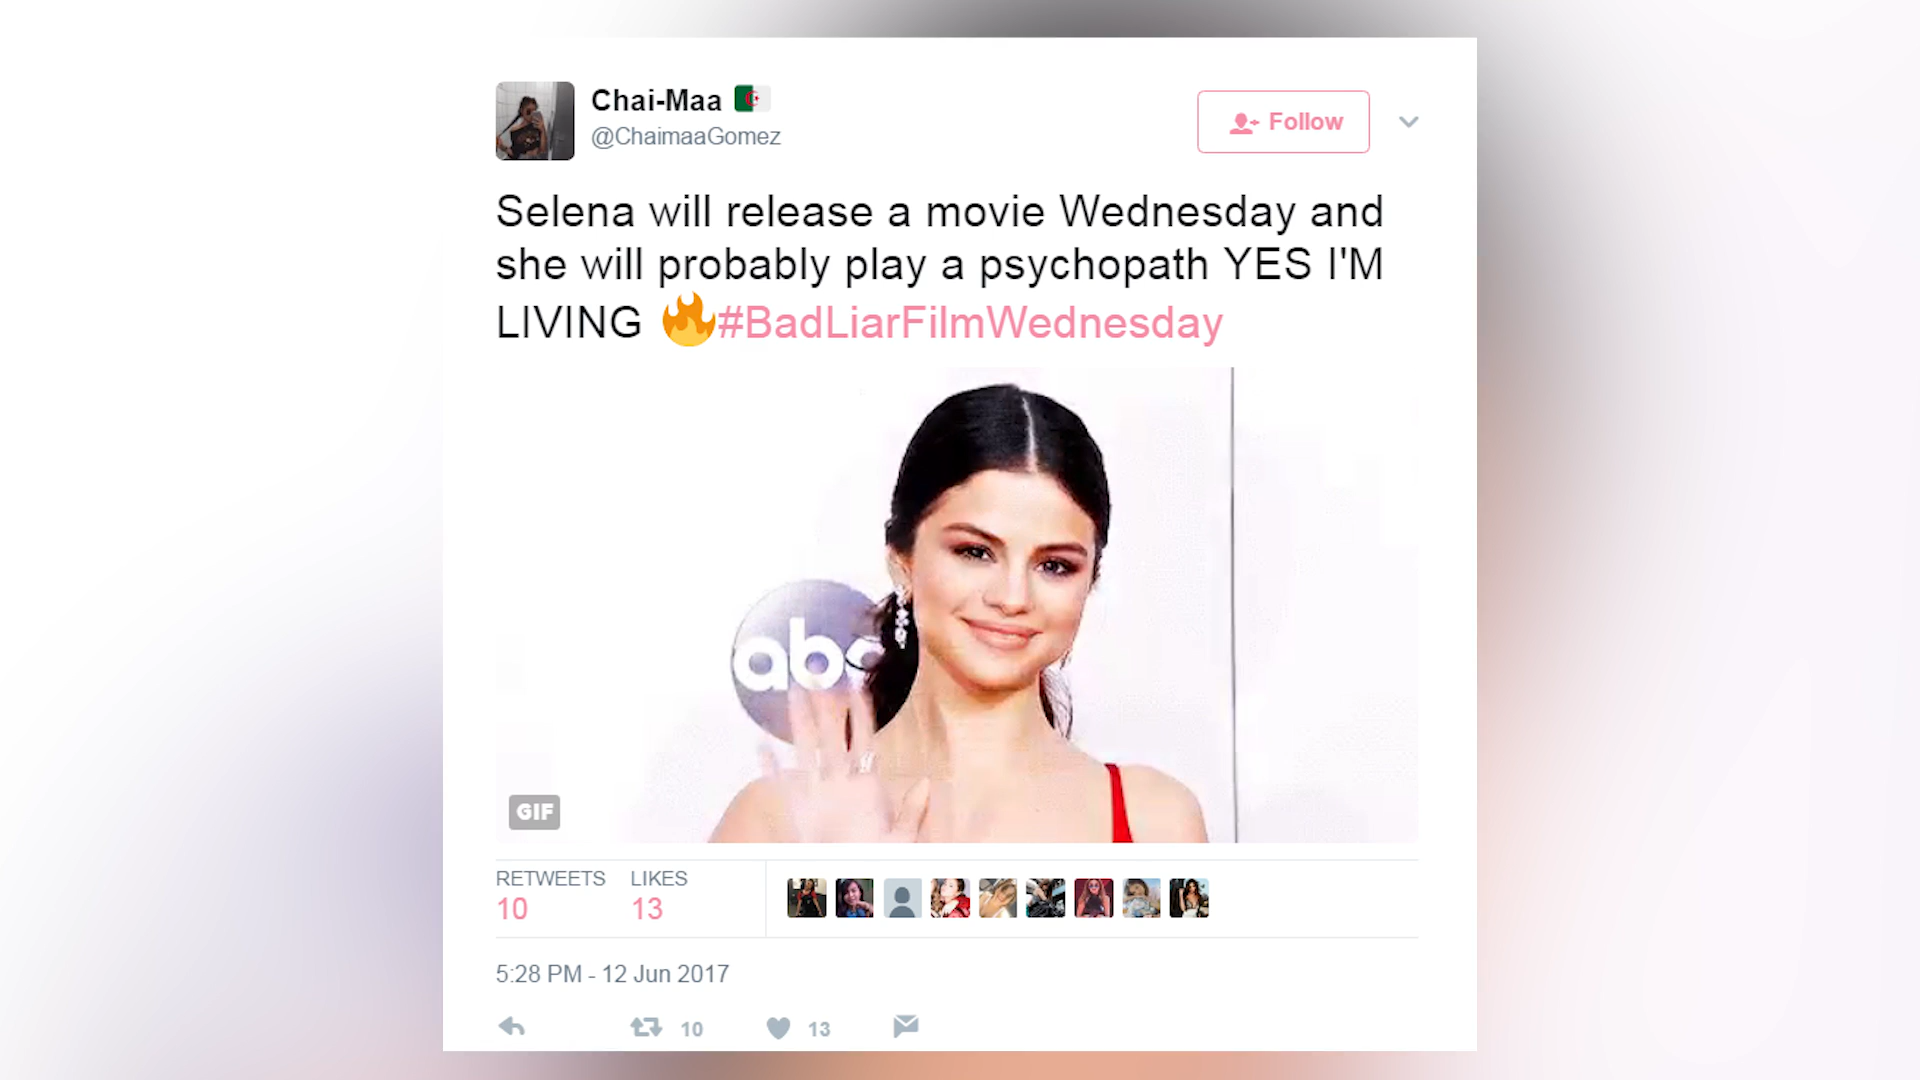 Chai-Maa
@ChaimaaGomez
Follow
Selena will release a movie Wednesday and
she will probably play a psychopath YES I'M
LIVING #BadLiarFilmWednesday
abc
GIF
RETWEETS LIKES
10 13
5:28 PM - 12 Jun 2017
10 13